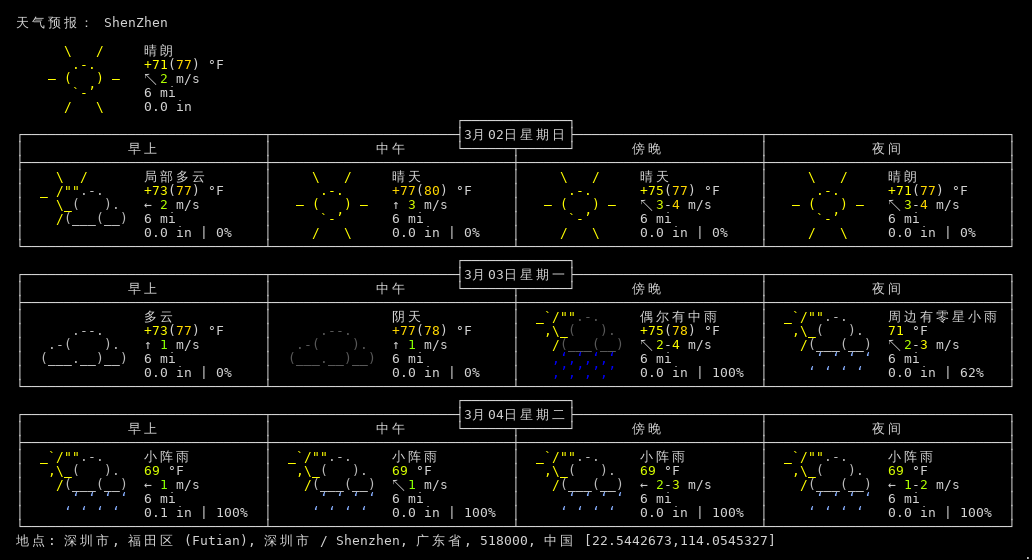 天气预报： ShenZhen
晴朗
+71(77) °F
↖ 2 m/s
6 mi
0.0 in
3月02日星期日
早上 中午 傍晚 夜间
局部多云 晴天 晴天 晴朗
+73(77) °F +77(80) °F +75(77) °F +71(77) °F
← 2 m/s ↑ 3 m/s ↖ 3-4 m/s ↖ 3-4 m/s
6 mi 6 mi 6 mi 6 mi
0.0 in | 0% 0.0 in | 0% 0.0 in | 0% 0.0 in | 0%
3月03日星期一
早上 中午 傍晚 夜间
多云 阴天 偶尔有中雨 周边有零星小雨
+73(77) °F +77(78) °F +75(78) °F 71 °F
↑ 1 m/s ↑ 1 m/s ↖ 2-4 m/s ↖ 2-3 m/s
6 mi 6 mi 6 mi 6 mi
0.0 in | 0% 0.0 in | 0% 0.0 in | 100% 0.0 in | 62%
3月04日星期二
早上 中午 傍晚 夜间
小阵雨 小阵雨 小阵雨 小阵雨
69 °F 69 °F 69 °F 69 °F
← 1 m/s ↖ 1 m/s ← 2-3 m/s ← 1-2 m/s
6 mi 6 mi 6 mi 6 mi
0.1 in | 100% 0.0 in | 100% 0.0 in | 100% 0.0 in | 100%
地点: 深圳市, 福田区 (Futian), 深圳市 / Shenzhen, 广东省, 518000, 中国 [22.5442673,114.0545327]